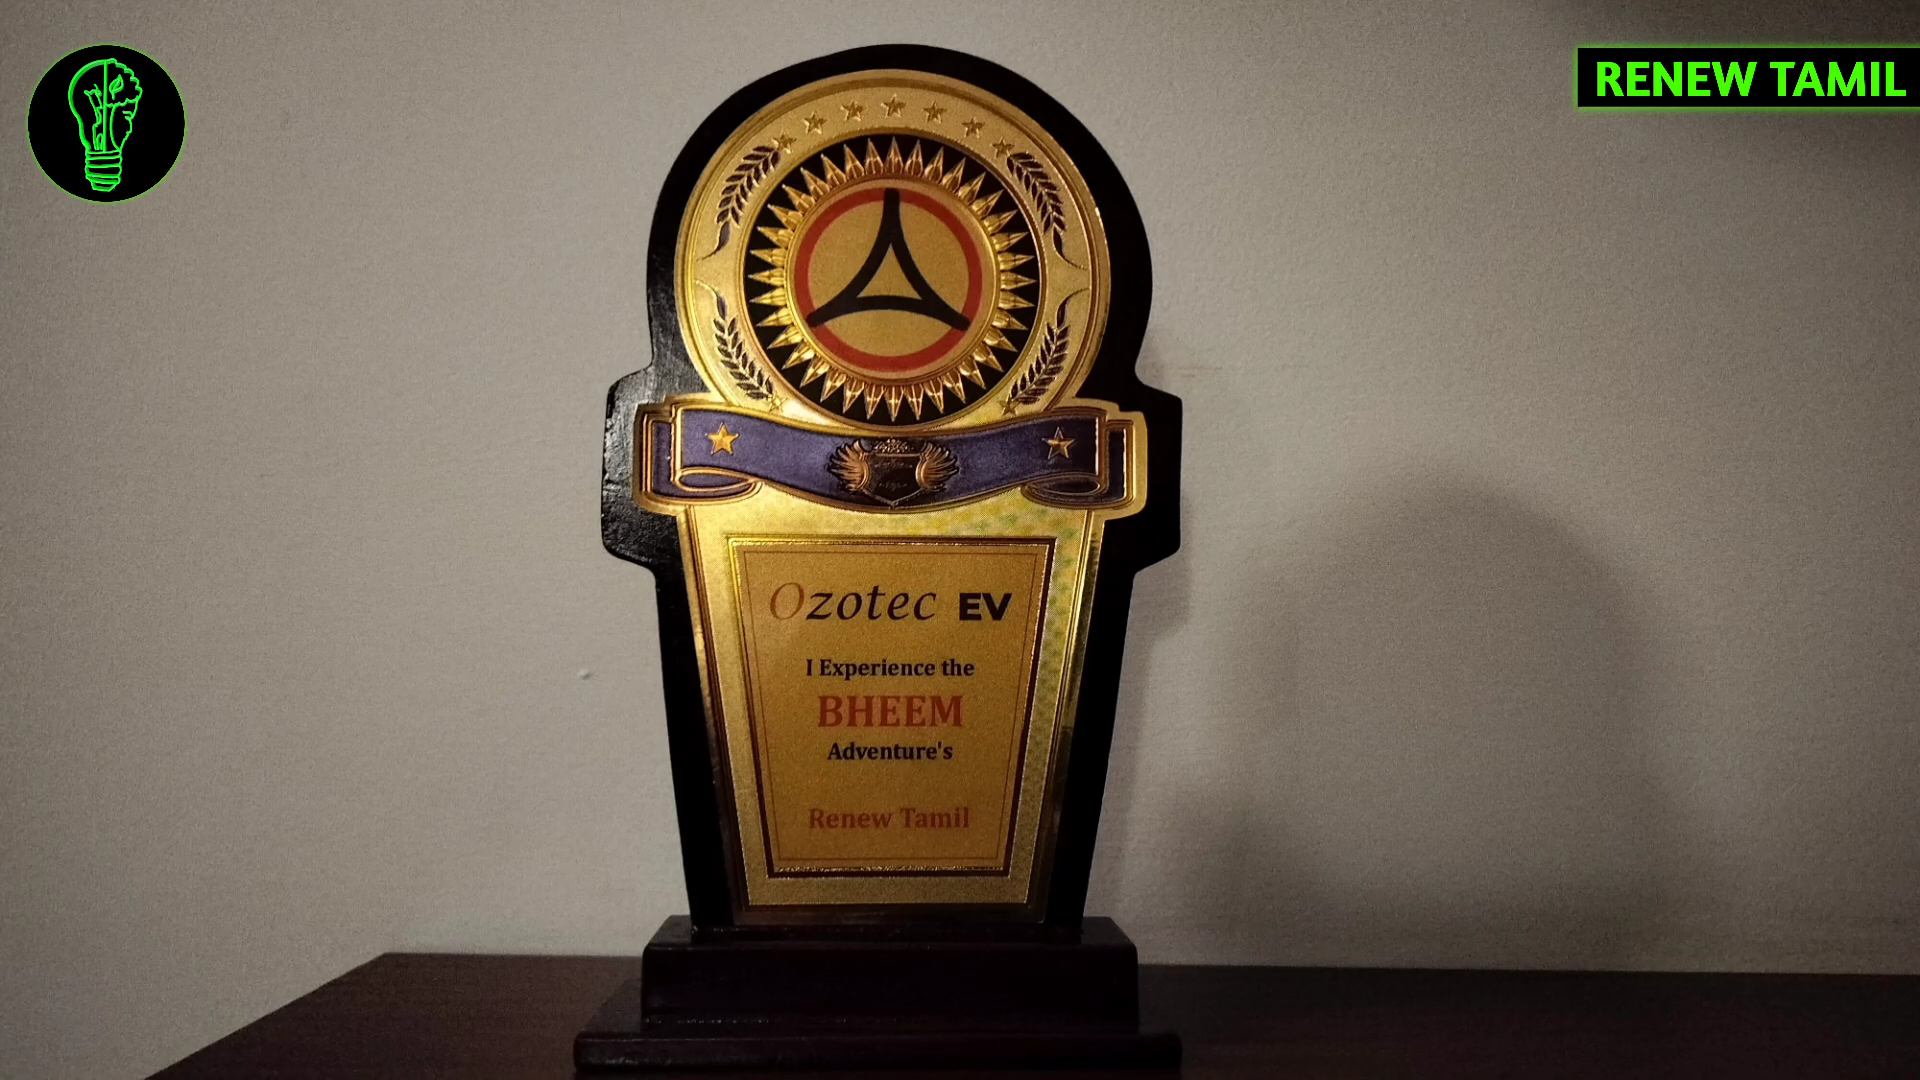 RENEW TAMIL
Ozotec EV
I Experience the
BHEEM
Adventure's
Renew Tamil